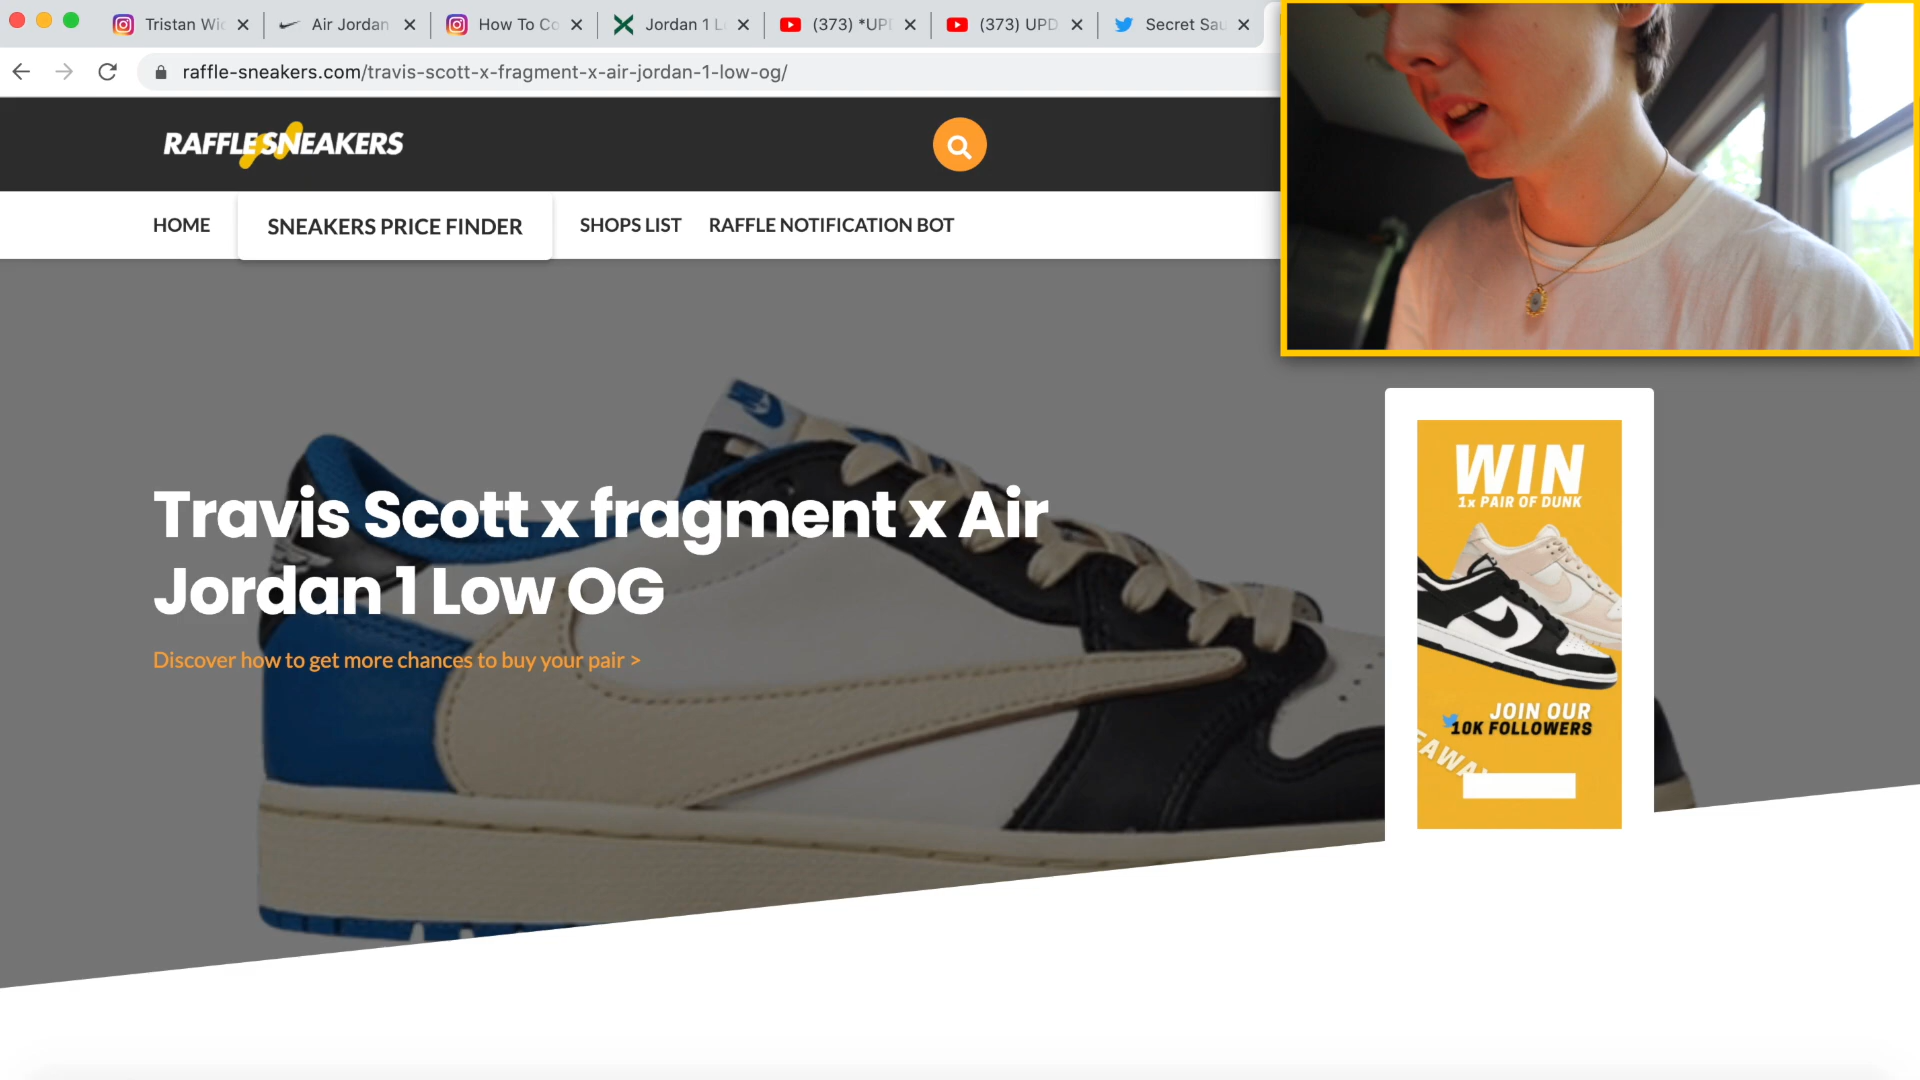 Tristan Wi
Air Jordan
How To Co
Jordan 1 L
(373) *UP
(373) UPD
Secret Sau
raffle-sneakers.com/travis-scott-x-fragment-x-air-jordan-1-low-og/
RAFFLE SNEAKERS
HOME
SNEAKERS PRICE FINDER
SHOPS LIST
RAFFLE NOTIFICATION BOT
Travis Scott x fragment x Air
Jordan 1 Low OG
Discover how to get more chances to buy your pair >
WIN
1x PAIR OF DUNK
JOIN OUR
10K FOLLOWERS
EAWAY